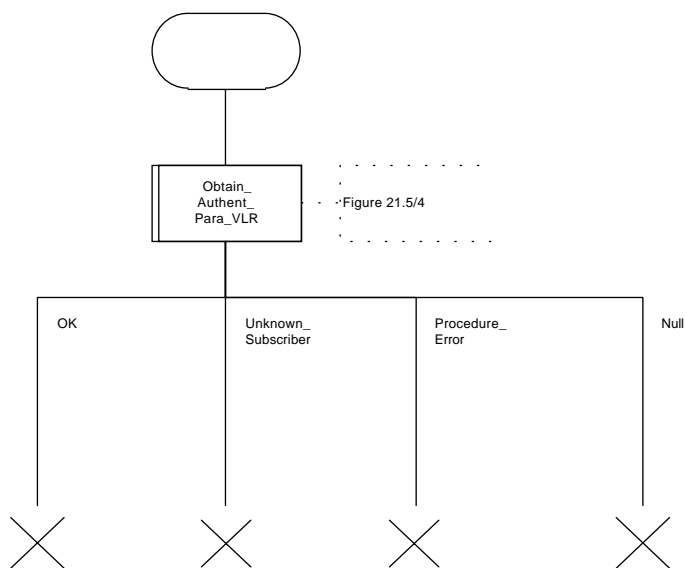 Obtain_
Authent_
Para_VLR
Figure 21.5/4
OK
Unknown_
Subscriber
Procedure_
Error
Null